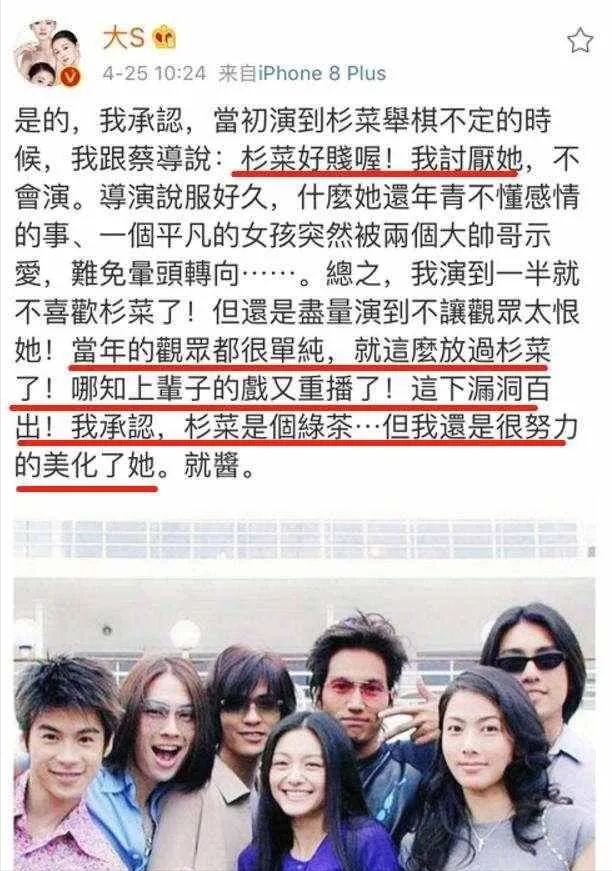 大S
4-25 10:24 来自iPhone 8 Plus
是的，我承認，當初演到杉菜舉棋不定的時
候，我跟蔡導說：杉菜好賤喔！我討厭她，不
會演。導演說服好久，什麼她還年青不懂感情
的事、一個平凡的女孩突然被兩個大帥哥示
愛，難免暈頭轉向……。總之，我演到一半就
不喜歡杉菜了！但還是盡量演到不讓觀眾太恨
她！當年的觀眾都很單純，就這麼放過杉菜
了！哪知上輩子的戲又重播了！這下漏洞百
出！我承認，杉菜是個綠茶…但我還是很努力
的美化了她。就醬。